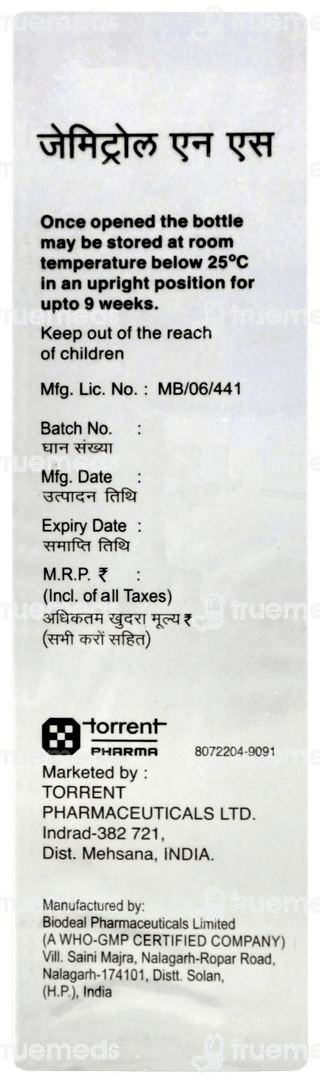 जेमिट्रोल एन एस
Once opened the bottle
may be stored at room
temperature below 25ºC
in an upright position for
upto 9 weeks.
Keep out of the reach
of children
Mfg. Lic. No. : MB/06/441
Batch No. :
घान संख्या
Mfg. Date :
उत्पादन तिथि
Expiry Date :
समाप्ति तिथि
M.R.P. ₹ :
(Incl. of all Taxes)
अधिकतम खुदरा मूल्य ₹
(सभी करों सहित)
torrent
PHARMA 8072204-9091
Marketed by :
TORRENT
PHARMACEUTICALS LTD.
Indrad-382 721,
Dist. Mehsana, INDIA.
Manufactured by:
Biodeal Pharmaceuticals Limited
(A WHO-GMP CERTIFIED COMPANY)
Vill. Saini Majra, Nalagarh-Ropar Road,
Nalagarh-174101, Distt. Solan,
(H.P.), India
truemeds